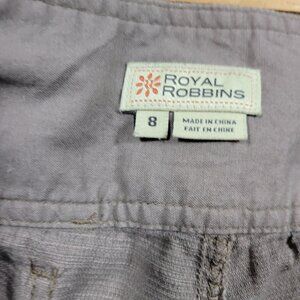 ROYAL
ROBBINS
8
MADE IN CHINA
FAIT EN CHINE